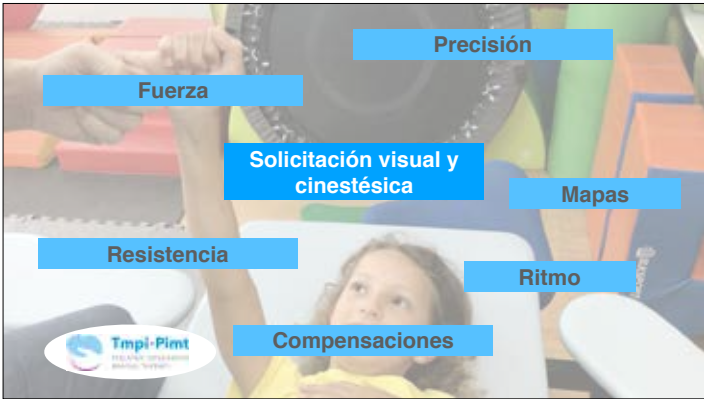 Precisión
Fuerza
Solicitación visual y
cinestésica
Mapas
Resistencia
Ritmo
Compensaciones
Tmpi-Pimt